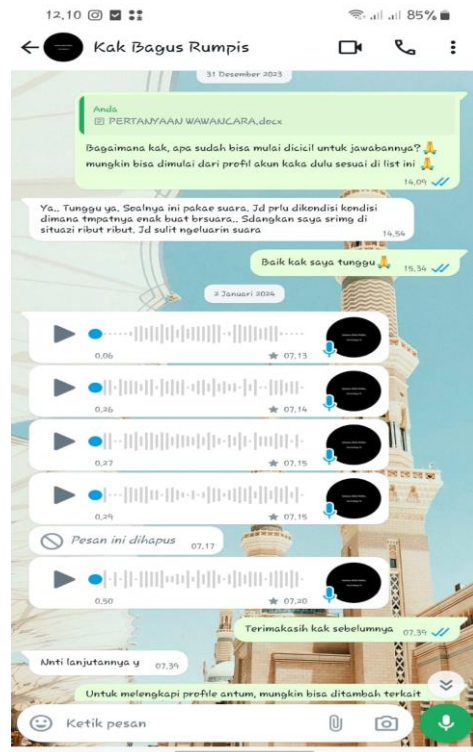 12.10
85%
Kak Bagus Rumpis
31 Desember 2023
Anda
PERTANYAAN WAWANCARA.docx
Bagaimana kak, apa sudah bisa mulai dicicil untuk jawabannya?🙏
mungkin bisa dimulai dari profil akun kaka dulu sesuai di list ini 🙏
14.09
Ya.. Tunggu ya, Soalnya ini pakae suara. Jd prlu dikondisi kondisi
dimana tmpatnya enak buat brsuara.. Sdangkan saya srimg di
situazi ribut ribut. Jd sulit ngeluarin suara
14.54
Baik kak saya tunggu🙏 15.34
2 Januari 2024
0.06 07.13
0.26 07.14
0.27 07.15
0.29 07.15
Pesan ini dihapus 07.17
0.50 07.20
Terimakasih kak sebelumnya 07.39
Nnti lanjutannya y 07.39
Untuk melengkapi profile antum, mungkin bisa ditambah terkait
Ketik pesan